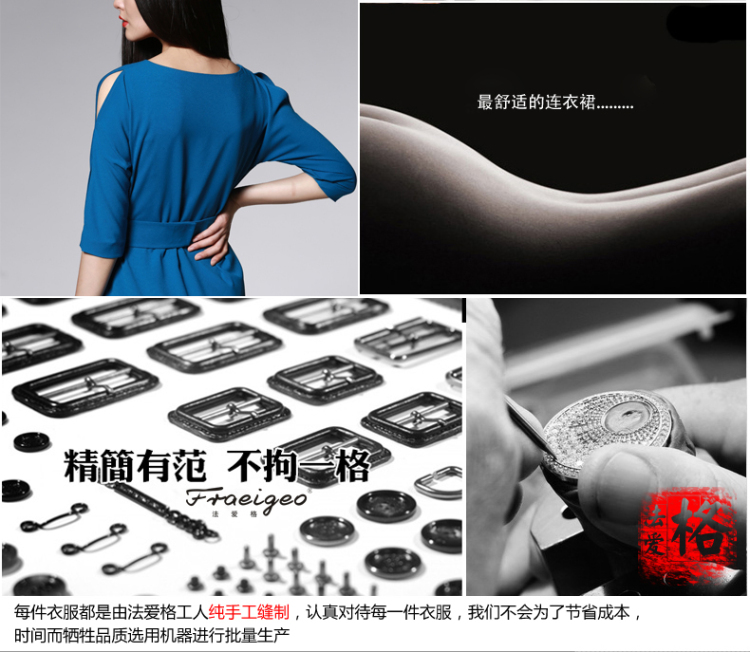 最舒适的连衣裙.........
精簡有范 不拘一格
Fraeigeo
法 爱 格
法爱格
每件衣服都是由法爱格工人纯手工缝制，认真对待每一件衣服，我们不会为了节省成本，
时间而牺牲品质选用机器进行批量生产